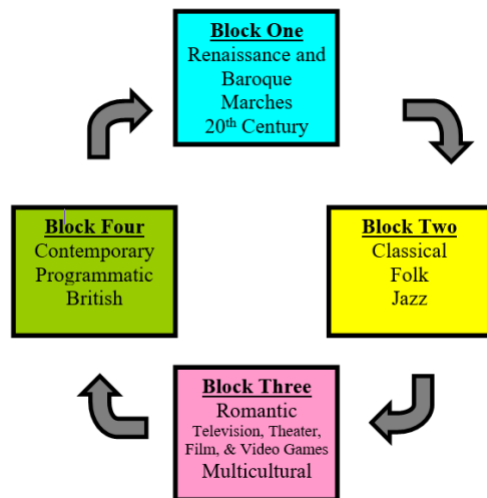 Block One
Renaissance and
Baroque
Marches
20th Century
Block Two
Classical
Folk
Jazz
Block Three
Romantic
Television, Theater,
Film, & Video Games
Multicultural
Block Four
Contemporary
Programmatic
British